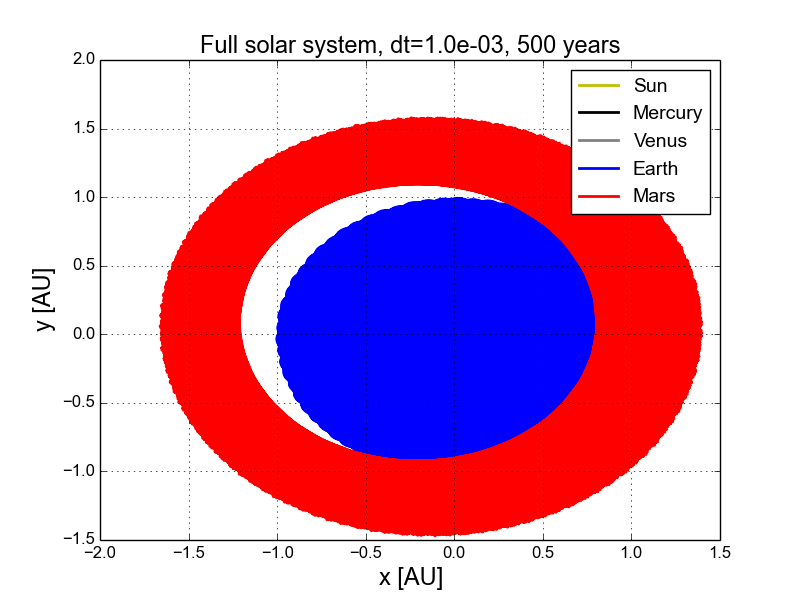 Full solar system, dt=1.0e-03, 500 years
2.0
1.5
1.0
0.5
0.0
−0.5
−1.0
−1.5
y [AU]
Sun
Mercury
Venus
Earth
Mars
−2.0 −1.5 −1.0 −0.5 0.0 0.5 1.0 1.5
x [AU]